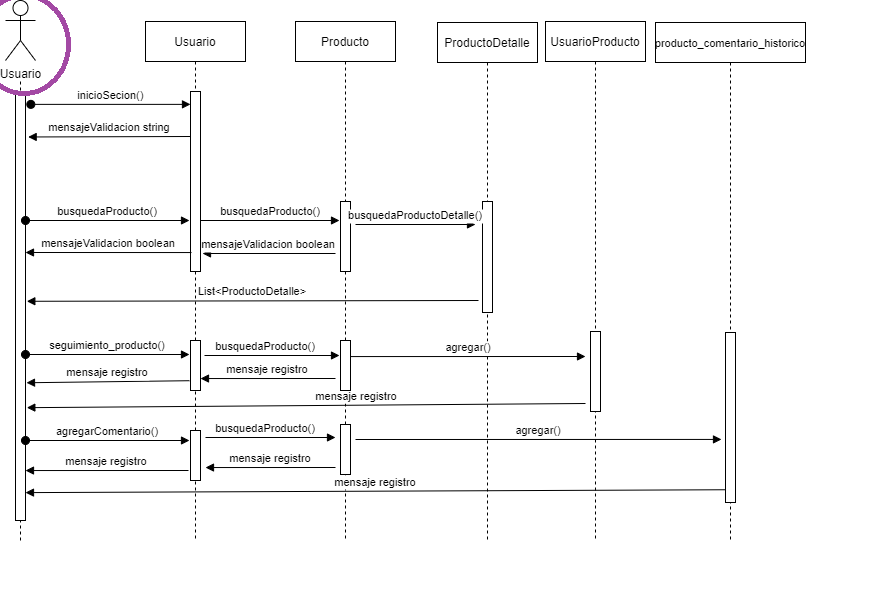 Usuario
Usuario
Producto
ProductoDetalle
UsuarioProducto
producto_comentario_historico
inicioSecion()
mensajeValidacion string
busquedaProducto()
busquedaProducto()
busquedaProductoDetalle()
mensajeValidacion boolean
mensajeValidacion boolean
List<ProductoDetalle>
seguimiento_producto()
busquedaProducto()
agregar()
mensaje registro
mensaje registro
mensaje registro
agregarComentario()
busquedaProducto()
agregar()
mensaje registro
mensaje registro
mensaje registro